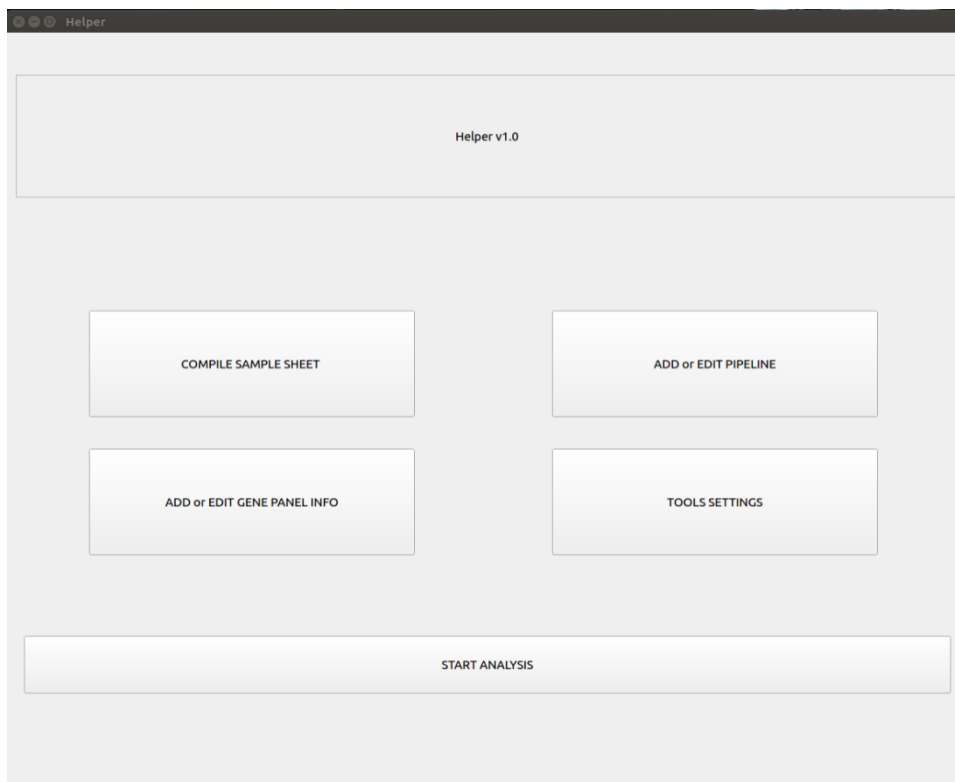 Helper
Helper v1.0
COMPILE SAMPLE SHEET
ADD or EDIT PIPELINE
ADD or EDIT GENE PANEL INFO
TOOLS SETTINGS
START ANALYSIS